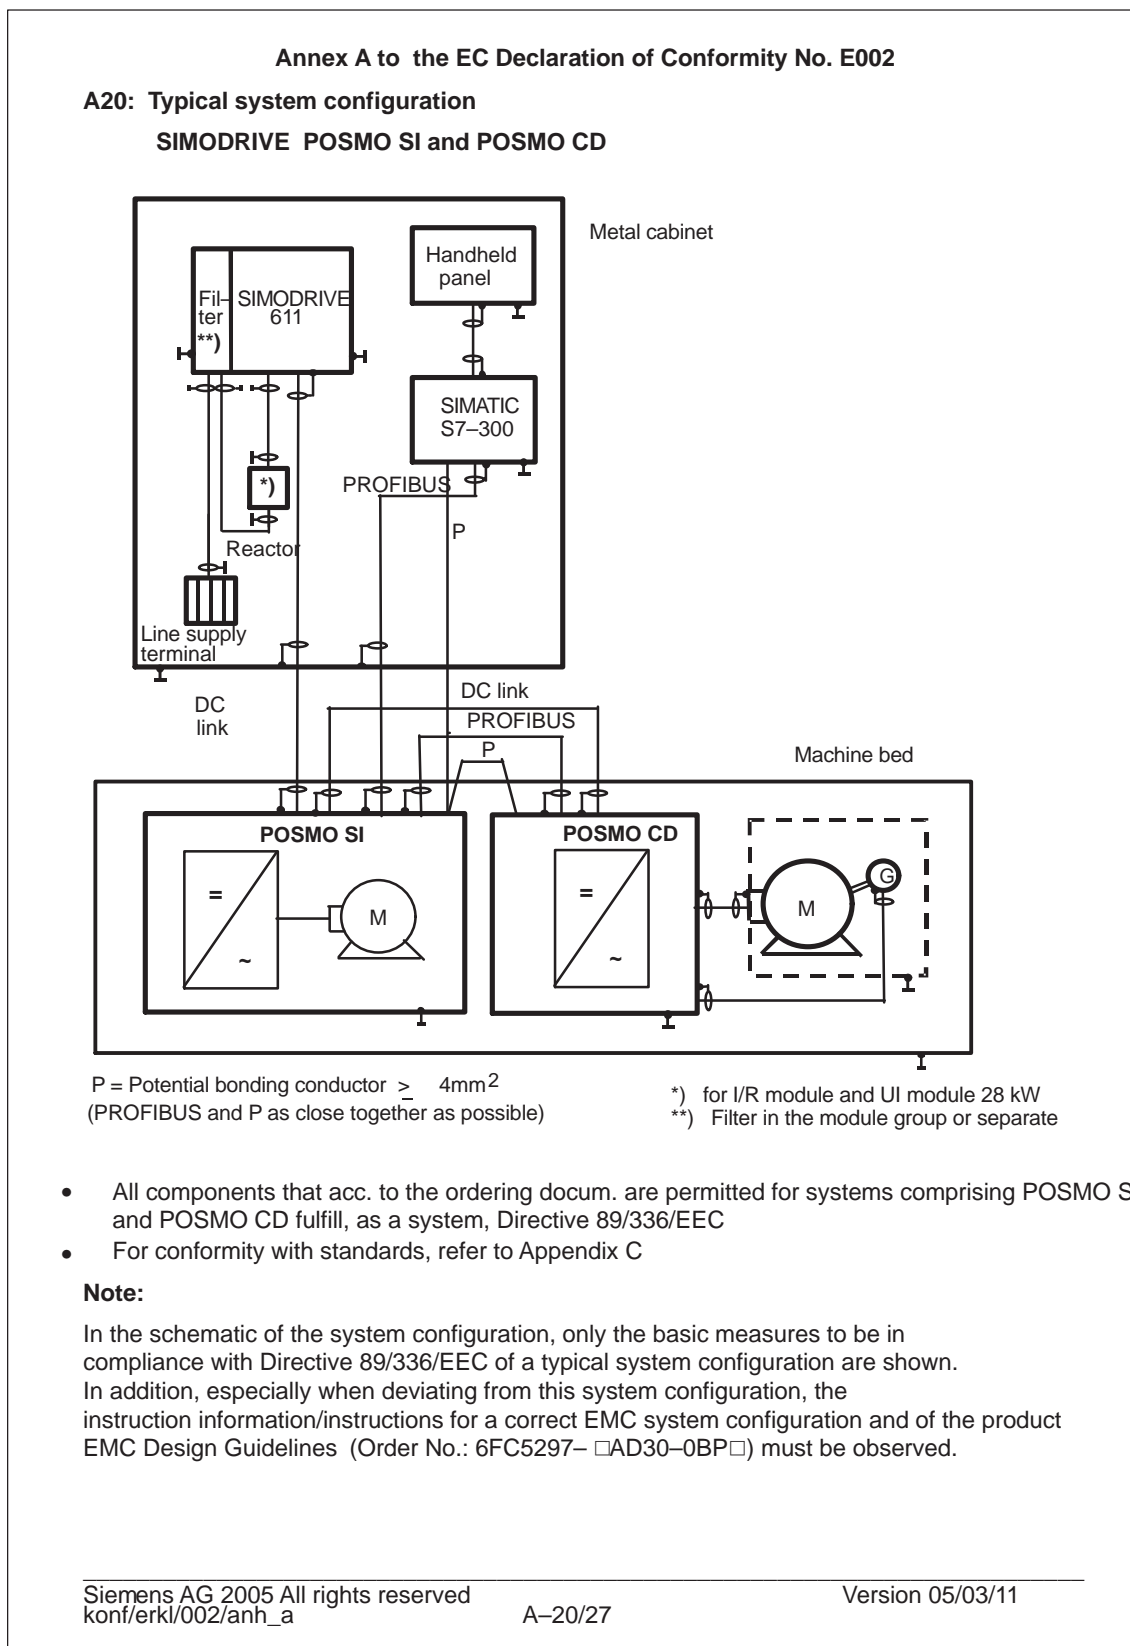 Annex A to the EC Declaration of Conformity No. E002
A20: Typical system configuration
SIMODRIVE POSMO SI and POSMO CD
Metal cabinet
Handheld
panel
Fil–
ter
**)
SIMODRIVE
611
SIMATIC
S7–300
*)
PROFIBUS
P
Reactor
Line supply
terminal
DC
link
DC link
PROFIBUS
P
Machine bed
POSMO SI
POSMO CD
=
~
M
=
~
M
G
P = Potential bonding conductor ≥ 4mm²
(PROFIBUS and P as close together as possible)
*) for I/R module and UI module 28 kW
**) Filter in the module group or separate
• All components that acc. to the ordering docum. are permitted for systems comprising POSMO S
and POSMO CD fulfill, as a system, Directive 89/336/EEC
• For conformity with standards, refer to Appendix C
Note:
In the schematic of the system configuration, only the basic measures to be in
compliance with Directive 89/336/EEC of a typical system configuration are shown.
In addition, especially when deviating from this system configuration, the
instruction information/instructions for a correct EMC system configuration and of the product
EMC Design Guidelines (Order No.: 6FC5297– □AD30–0BP□) must be observed.
Siemens AG 2005 All rights reserved
Version 05/03/11
konf/erkl/002/anh_a
A–20/27